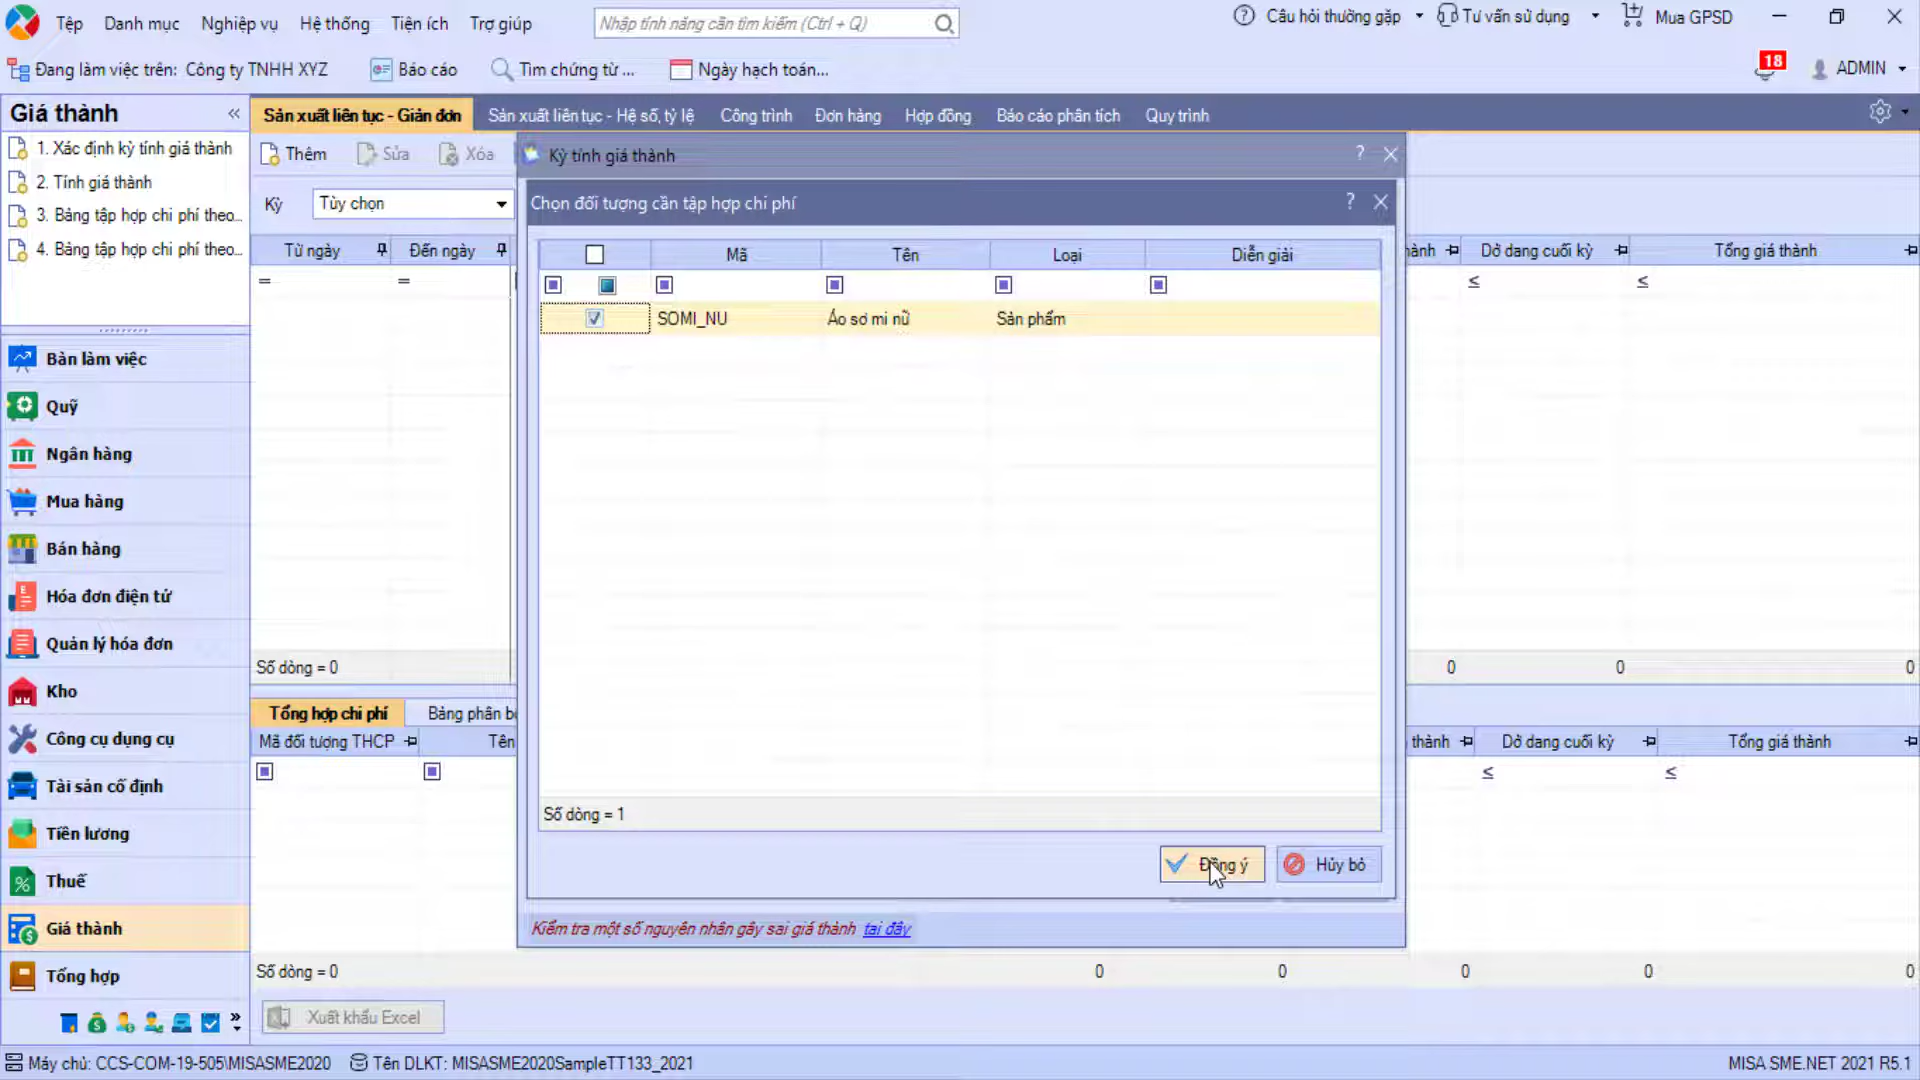 Tệp Danh mục Nghiệp vụ Hệ thống Tiện ích Trợ giúp
Nhập tính năng cần tìm kiếm (Ctrl + Q)
Câu hỏi thường gặp Tư vấn sử dụng Mua GPSD
Đang làm việc trên: Công ty TNHH XYZ Báo cáo Tìm chứng từ ... Ngày hạch toán...
18 ADMIN
Giá thành «
1. Xác định kỳ tính giá thành
2. Tính giá thành
3. Bảng tập hợp chi phí theo...
4. Bảng tập hợp chi phí theo...
Sản xuất liên tục - Giản đơn Sản xuất liên tục - Hệ số, tỷ lệ Công trình Đơn hàng Hợp đồng Báo cáo phân tích Quy trình
Thêm Sửa Xóa
Kỳ Tùy chọn
Từ ngày Đến ngày
= =
Kỳ tính giá thành ?
Chọn đối tượng cần tập hợp chi phí ?
Mã Tên Loại Diễn giải
SOMI_NU Áo sơ mi nữ Sản phẩm
Số dòng = 1
Đồng ý Hủy bỏ
Kiểm tra một số nguyên nhân gây sai giá thành tại đây
hành Dở dang cuối kỳ Tổng giá thành
≤ ≤
Số dòng = 0 0 0 0
Tổng hợp chi phí Bảng phân b
Mã đối tượng THCP Tên thành Dở dang cuối kỳ Tổng giá thành
≤ ≤
Số dòng = 0 0 0 0 0 0
Xuất khẩu Excel
Bàn làm việc
Quỹ
Ngân hàng
Mua hàng
Bán hàng
Hóa đơn điện tử
Quản lý hóa đơn
Kho
Công cụ dụng cụ
Tài sản cố định
Tiền lương
Thuế
Giá thành
Tổng hợp
Máy chủ: CCS-COM-19-505\MISASME2020 Tên DLKT: MISASME2020SampleTT133_2021
MISA SME.NET 2021 R5.1